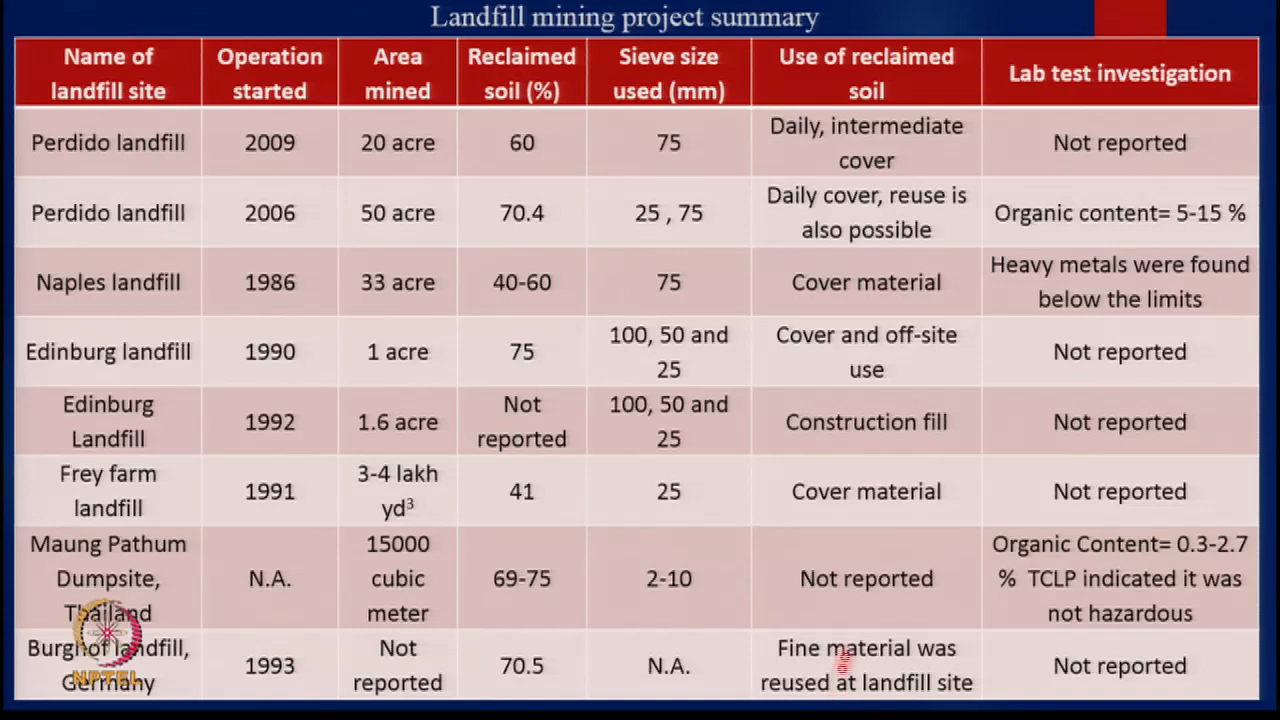 Landfill mining project summary
Name of landfill site | Operation started | Area mined | Reclaimed soil (%) | Sieve size used (mm) | Use of reclaimed soil | Lab test investigation
Perdido landfill | 2009 | 20 acre | 60 | 75 | Daily, intermediate cover | Not reported
Perdido landfill | 2006 | 50 acre | 70.4 | 25 , 75 | Daily cover, reuse is also possible | Organic content= 5-15 %
Naples landfill | 1986 | 33 acre | 40-60 | 75 | Cover material | Heavy metals were found below the limits
Edinburg landfill | 1990 | 1 acre | 75 | 100, 50 and 25 | Cover and off-site use | Not reported
Edinburg Landfill | 1992 | 1.6 acre | Not reported | 100, 50 and 25 | Construction fill | Not reported
Frey farm landfill | 1991 | 3-4 lakh yd³ | 41 | 25 | Cover material | Not reported
Maung Pathum Dumpsite, Thailand | N.A. | 15000 cubic meter | 69-75 | 2-10 | Not reported | Organic Content= 0.3-2.7 % TCLP indicated it was not hazardous
Burghof landfill, Germany | 1993 | Not reported | 70.5 | N.A. | Fine material was reused at landfill site | Not reported
NPTEL